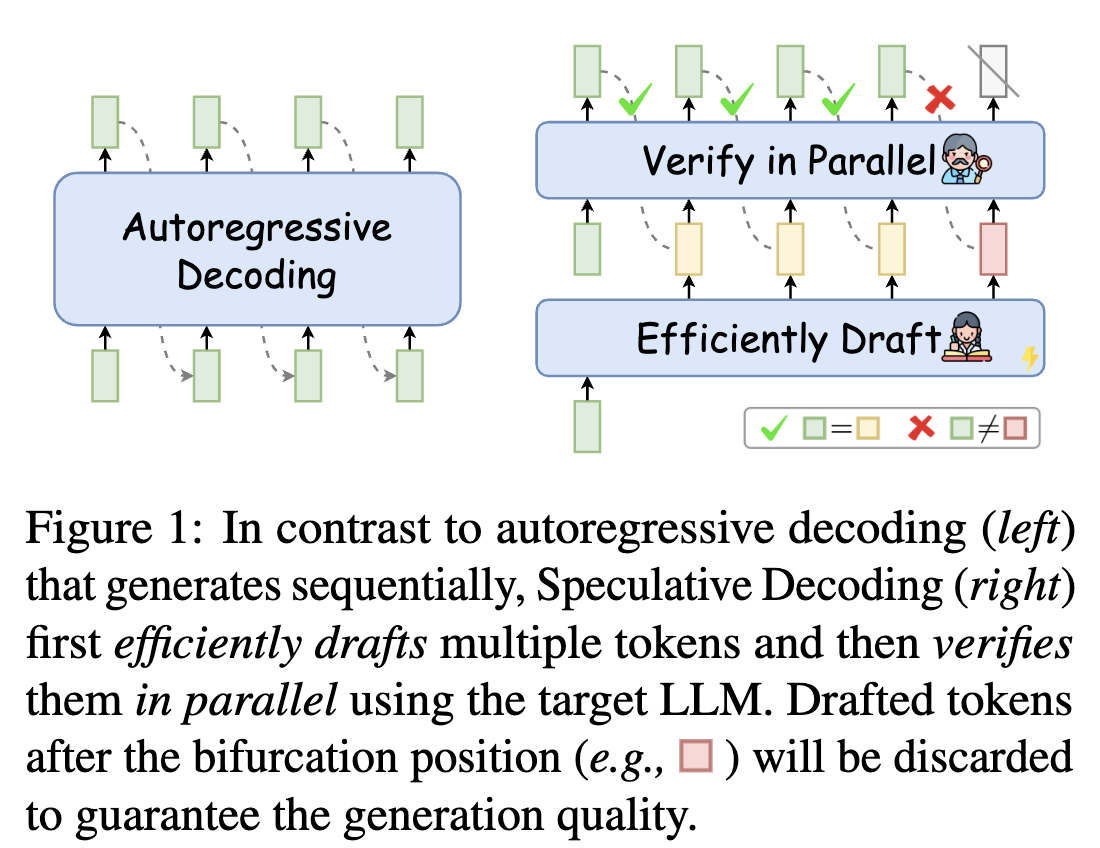 Autoregressive
Decoding
Verify in Parallel
Efficiently Draft
= ≠
Figure 1: In contrast to autoregressive decoding (left)
that generates sequentially, Speculative Decoding (right)
first efficiently drafts multiple tokens and then verifies
them in parallel using the target LLM. Drafted tokens
after the bifurcation position (e.g., ) will be discarded
to guarantee the generation quality.